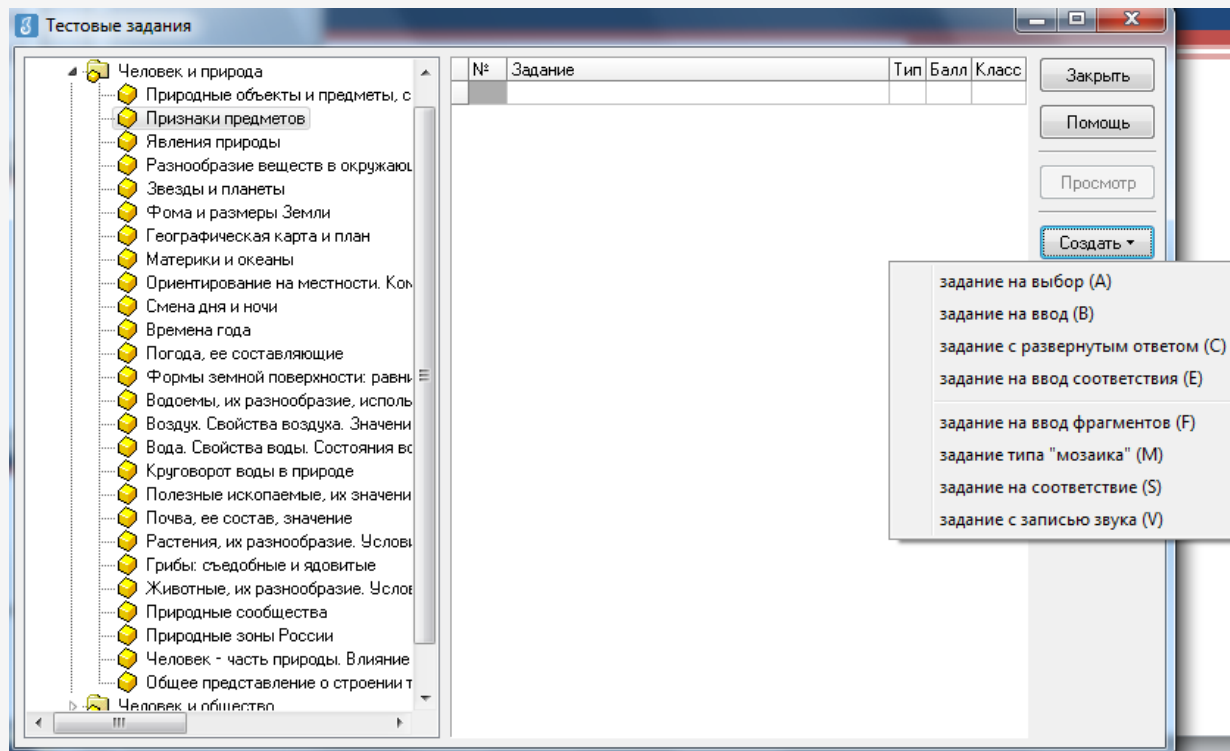 Тестовые задания
Человек и природа
Природные объекты и предметы, с
Признаки предметов
Явления природы
Разнообразие веществ в окружающ
Звезды и планеты
Фома и размеры Земли
Географическая карта и план
Материки и океаны
Ориентирование на местности. Ком
Смена дня и ночи
Времена года
Погода, ее составляющие
Формы земной поверхности: равни
Водоемы, их разнообразие, исполь
Воздух. Свойства воздуха. Значени
Вода. Свойства воды. Состояния во
Круговорот воды в природе
Полезные ископаемые, их значени
Почва, ее состав, значение
Растения, их разнообразие. Услови
Грибы: съедобные и ядовитые
Животные, их разнообразие. Услов
Природные сообщества
Природные зоны России
Человек - часть природы. Влияние
Общее представление о строении т
Человек и общество
№ Задание Тип Балл Класс
Закрыть
Помощь
Просмотр
Создать
задание на выбор (A)
задание на ввод (B)
задание с развернутым ответом (C)
задание на ввод соответствия (E)
задание на ввод фрагментов (F)
задание типа "мозаика" (M)
задание на соответствие (S)
задание с записью звука (V)